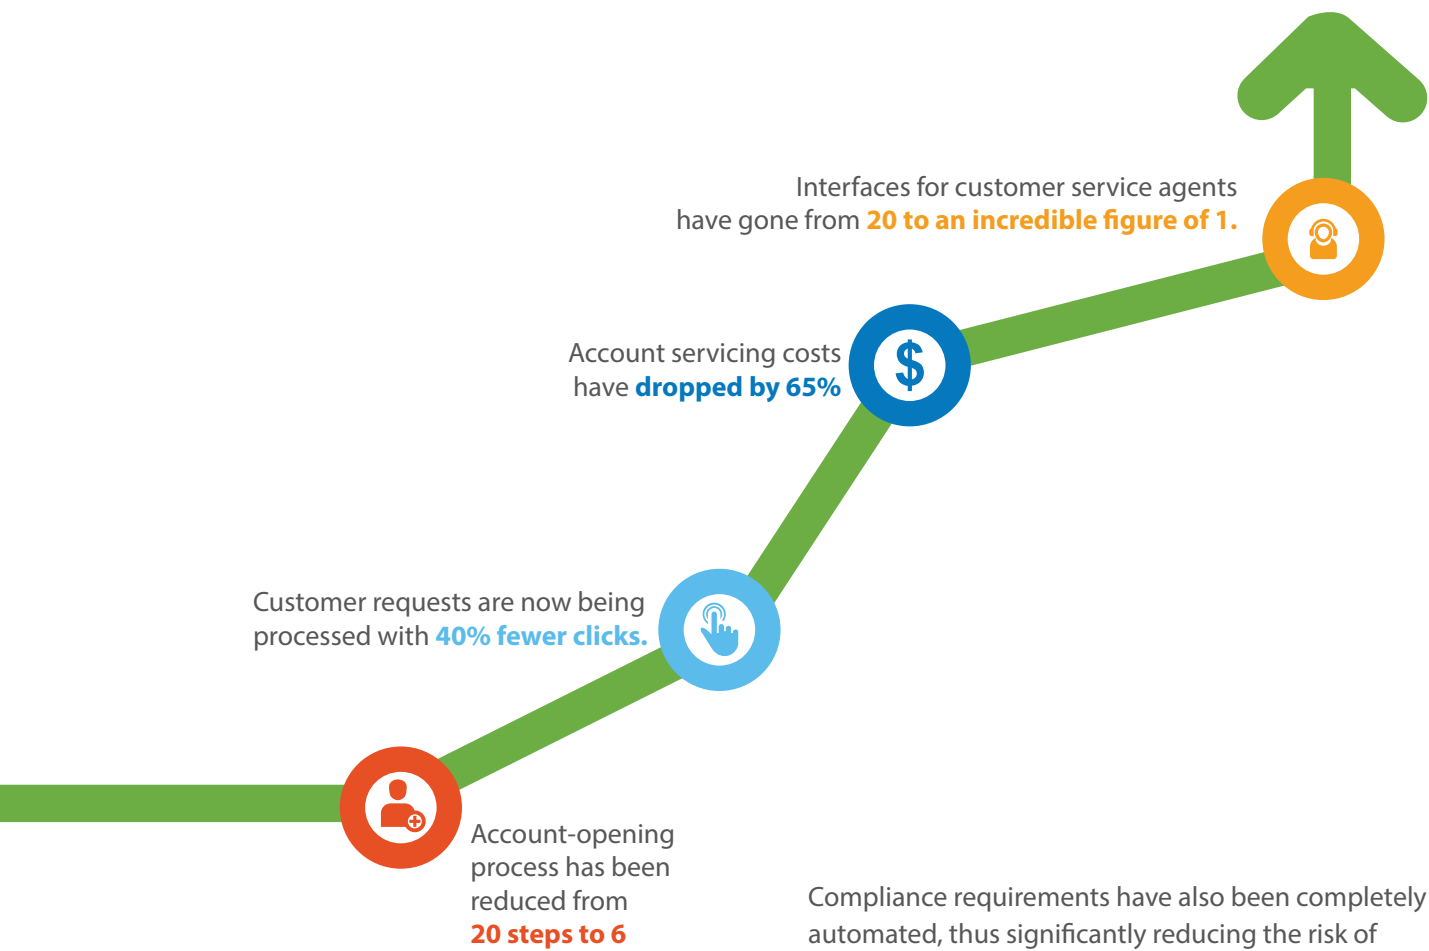 Interfaces for customer service agents
have gone from 20 to an incredible figure of 1.
Account servicing costs
have dropped by 65%
$
Customer requests are now being
processed with 40% fewer clicks.
Account-opening
process has been
reduced from
20 steps to 6
Compliance requirements have also been completely
automated, thus significantly reducing the risk of